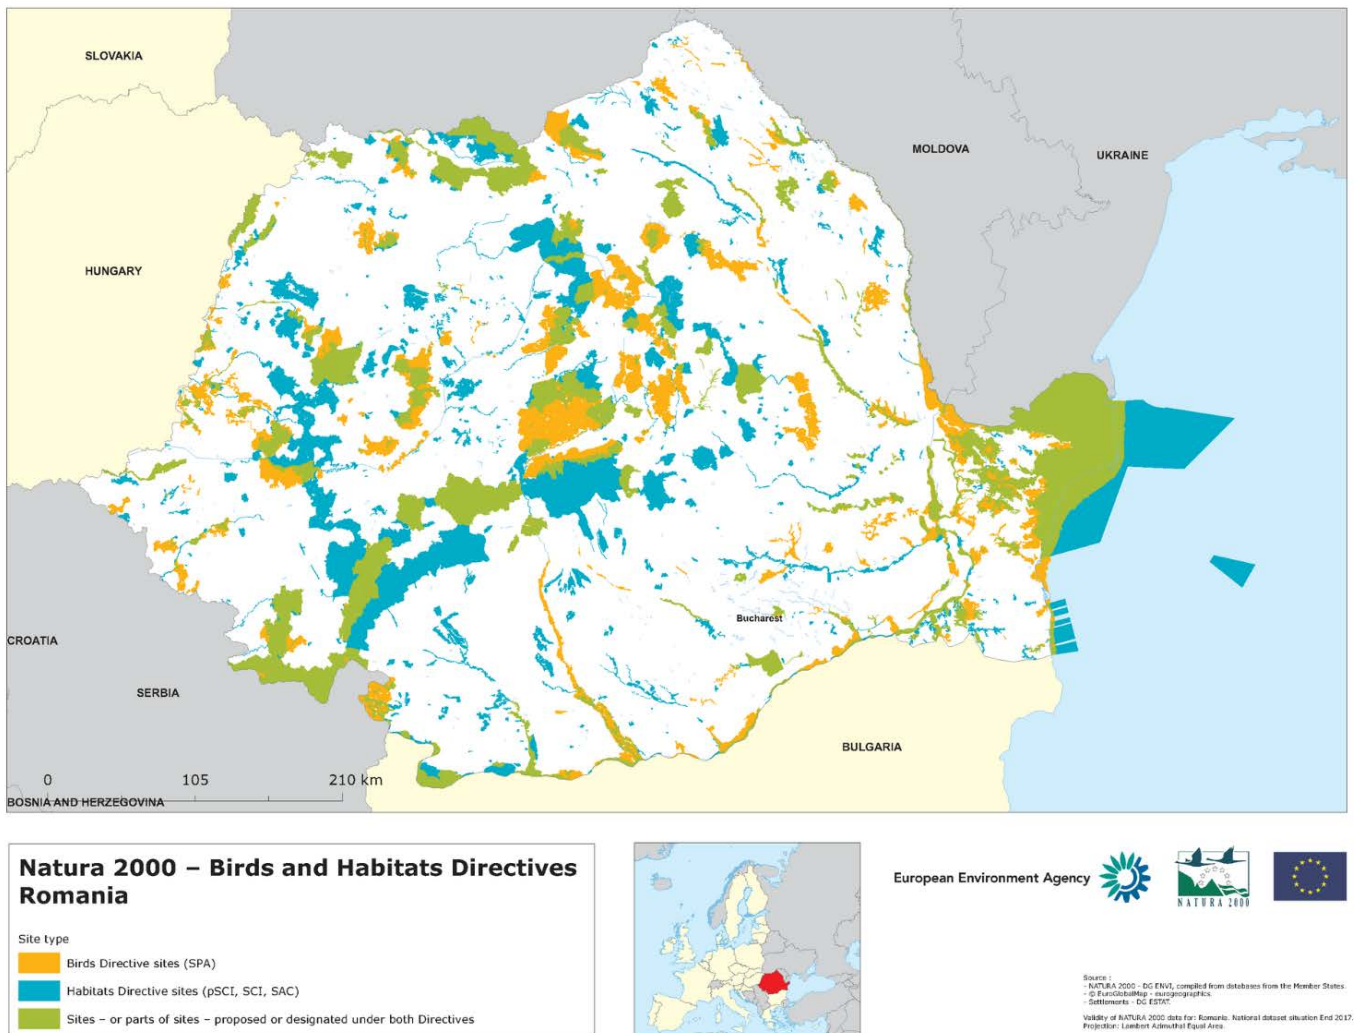 SLOVAKIA
MOLDOVA
UKRAINE
HUNGARY
Bucharest
CROATIA
SERBIA
BULGARIA
0 105 210 km
BOSNIA AND HERZEGOVINA
Natura 2000 – Birds and Habitats Directives
Romania
Site type
Birds Directive sites (SPA)
Habitats Directive sites (pSCI, SCI, SAC)
Sites – or parts of sites – proposed or designated under both Directives
European Environment Agency
NATURA 2000
Source :
- NATURA 2000 - DG ENVI, compiled from databases from the Member States.
- © EuroGlobalMap - eurogeographics.
- Settlements - DG ESTAT.
Validity of NATURA 2000 data for: Romania. National dataset situation End 2017.
Projection: Lambert Azimuthal Equal Area.